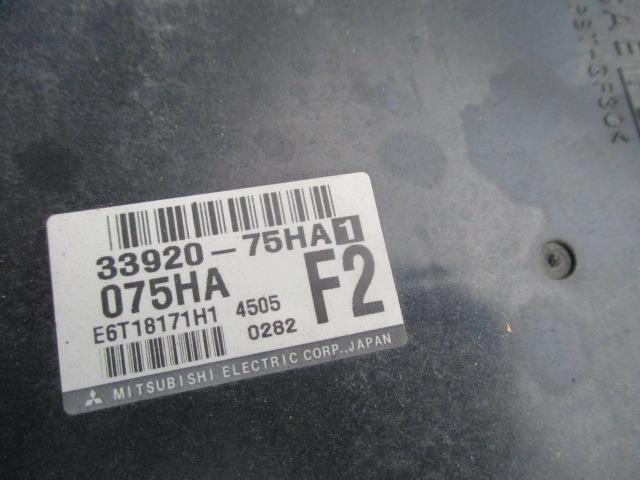 33920-75HA1
075HA
F2
E6T18171H1 4505
0282
MITSUBISHI ELECTRIC CORP., JAPAN